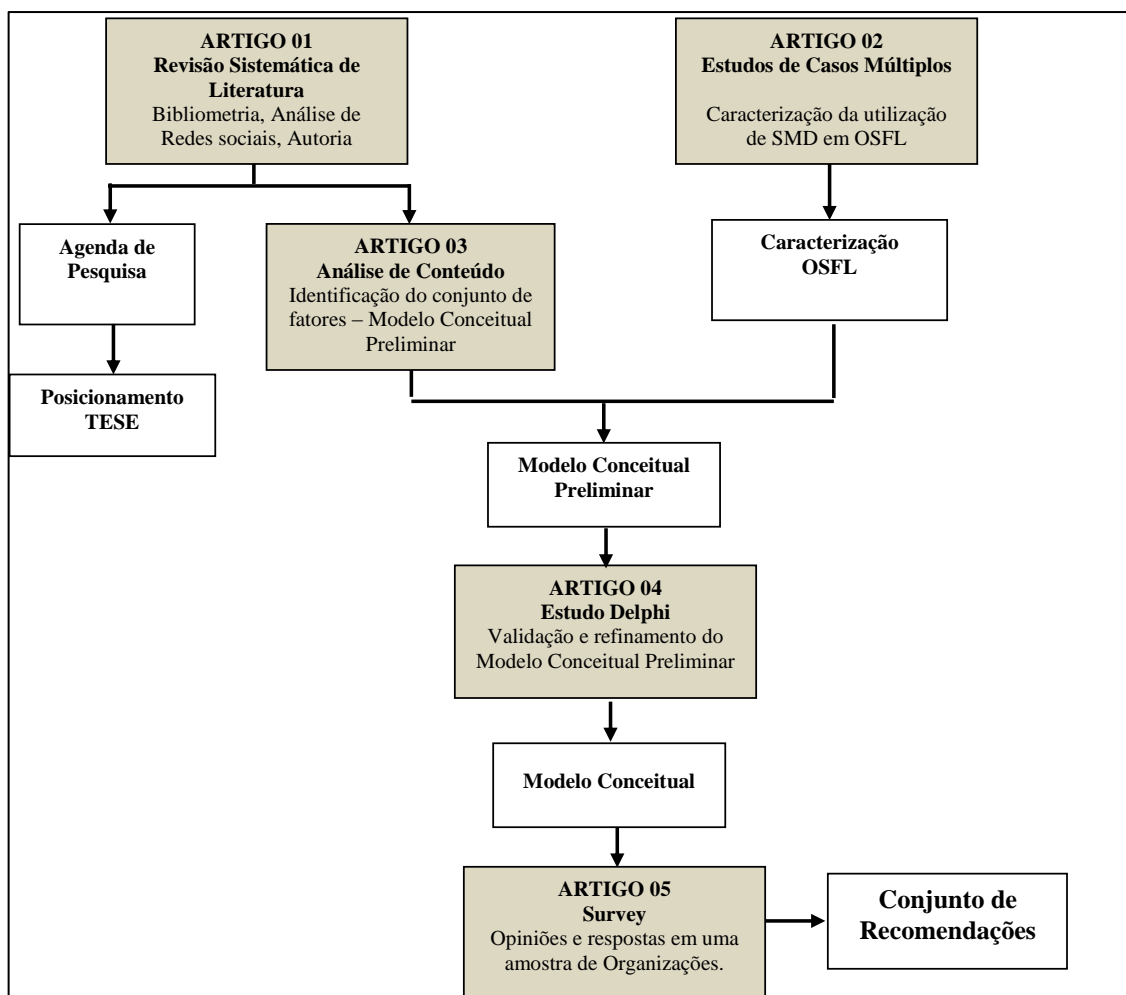 ARTIGO 01
Revisão Sistemática de
Literatura
Bibliometria, Análise de
Redes sociais, Autoria
ARTIGO 02
Estudos de Casos Múltiplos
Caracterização da utilização
de SMD em OSFL
Agenda de
Pesquisa
ARTIGO 03
Análise de Conteúdo
Identificação do conjunto de
fatores – Modelo Conceitual
Preliminar
Caracterização
OSFL
Posicionamento
TESE
Modelo Conceitual
Preliminar
ARTIGO 04
Estudo Delphi
Validação e refinamento do
Modelo Conceitual Preliminar
Modelo Conceitual
ARTIGO 05
Survey
Opiniões e respostas em uma
amostra de Organizações.
Conjunto de
Recomendações